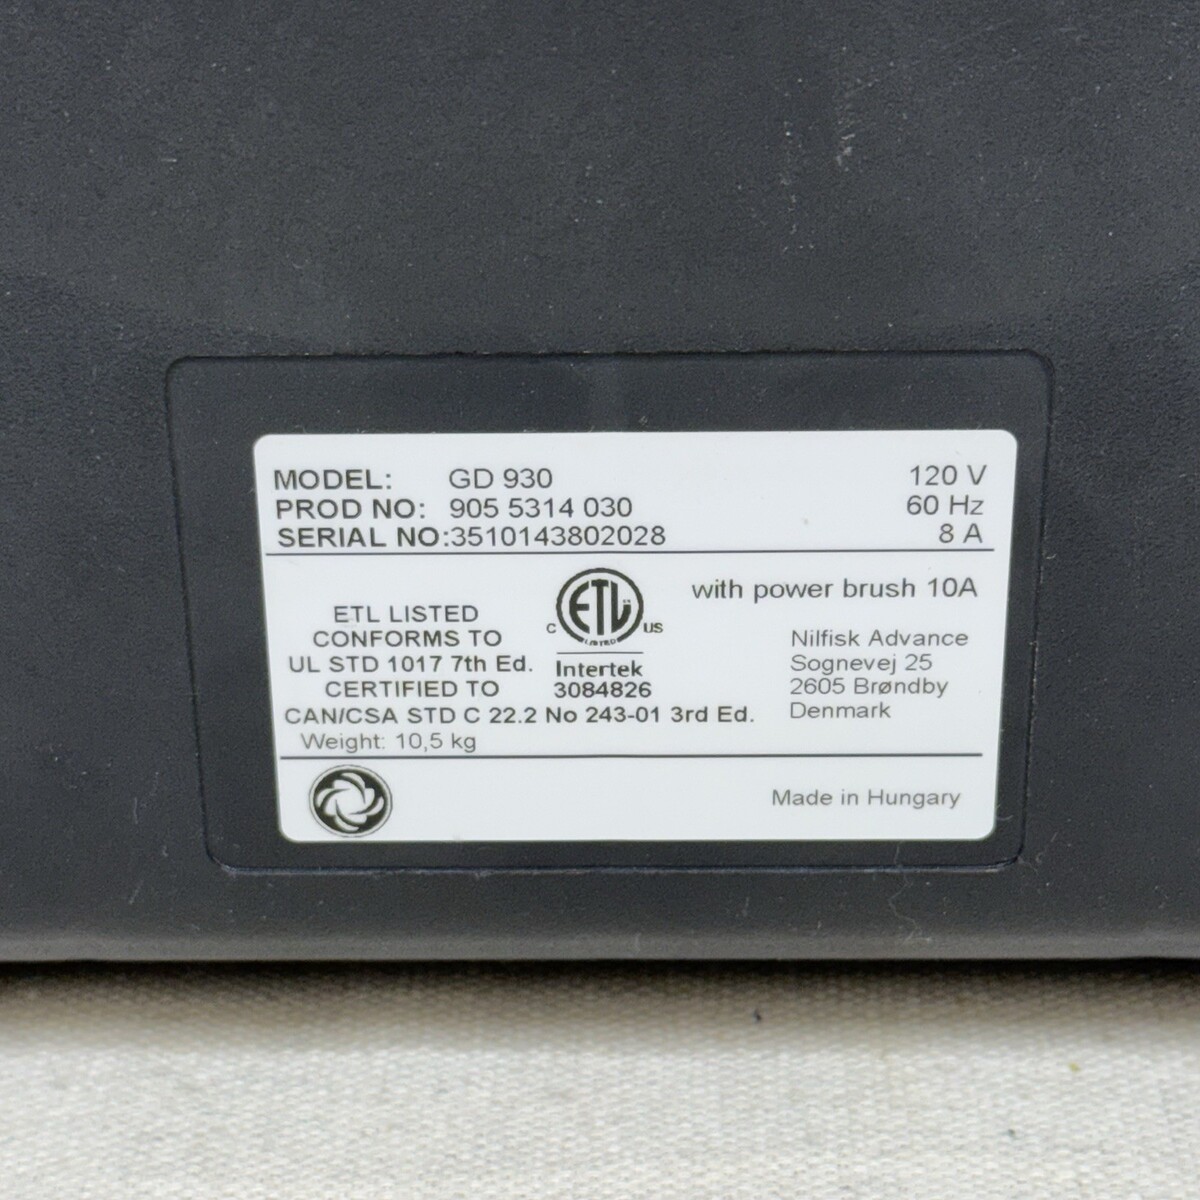 MODEL: GD 930 120 V
PROD NO: 905 5314 030 60 Hz
SERIAL NO:3510143802028 8 A
with power brush 10A
ETL LISTED
CONFORMS TO
UL STD 1017 7th Ed.
CERTIFIED TO
CAN/CSA STD C 22.2 No 243-01 3rd Ed.
Weight: 10,5 kg
C ETL US
LISTED
Intertek
3084826
Nilfisk Advance
Sognevej 25
2605 Brøndby
Denmark
Made in Hungary